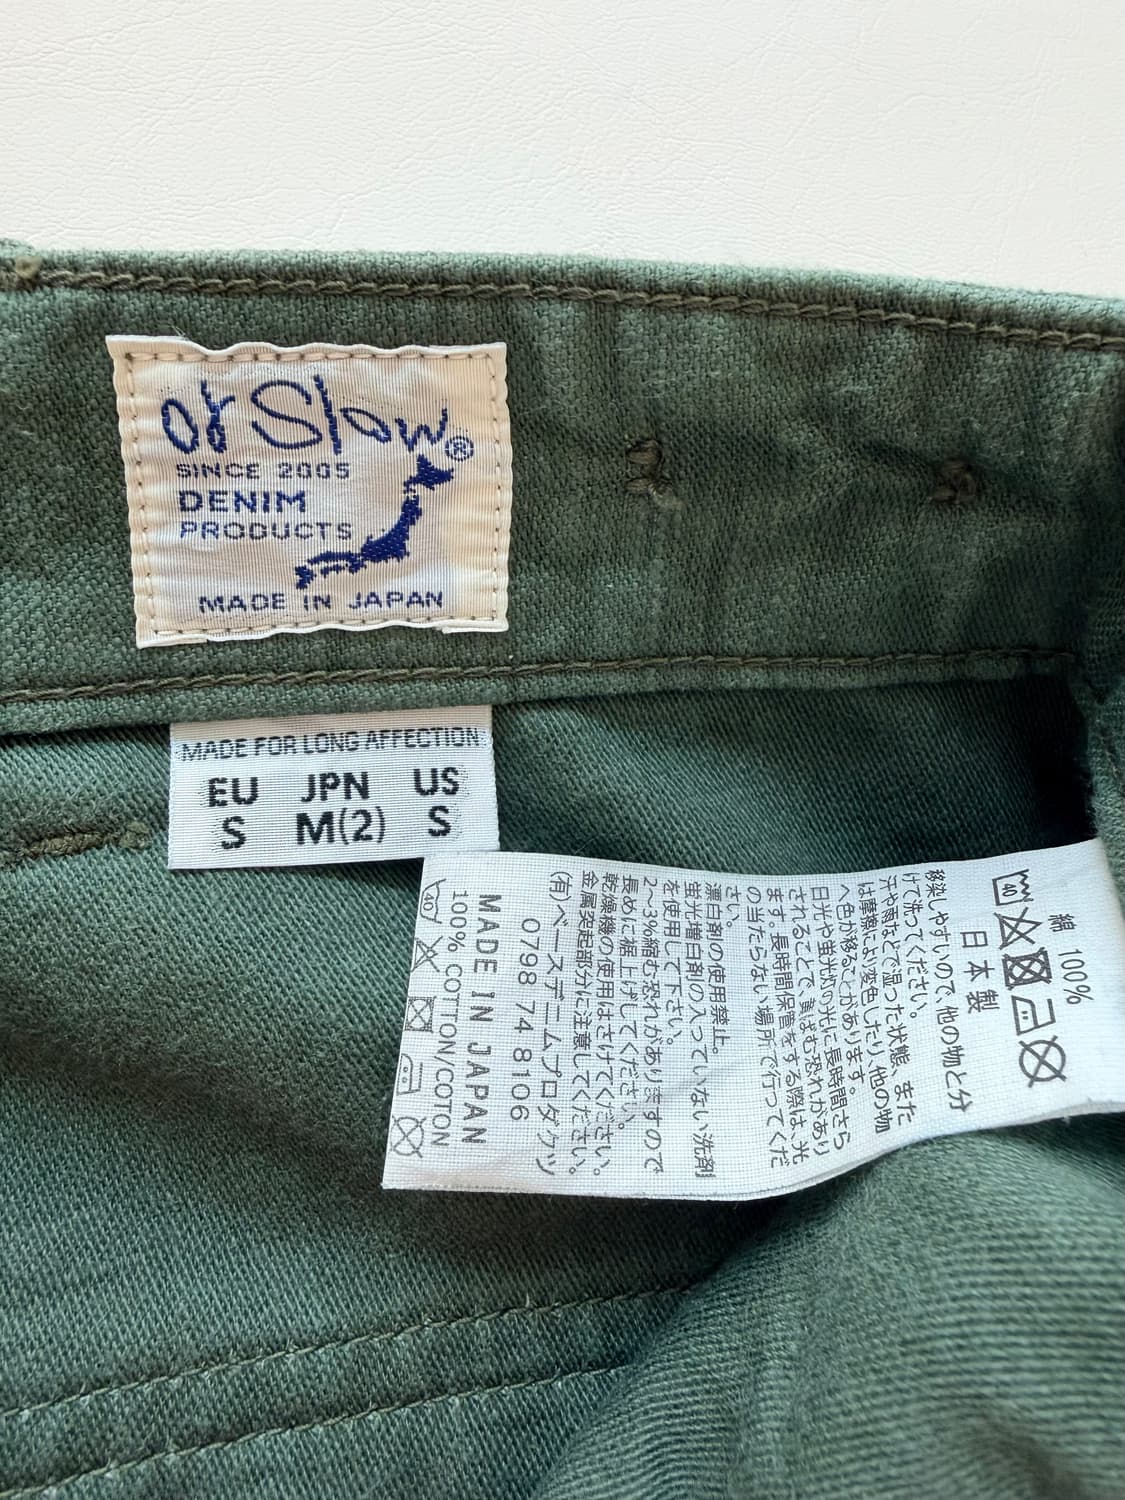 or Slow®
SINCE 2005
DENIM
PRODUCTS
MADE IN JAPAN
MADE FOR LONG AFFECTION
EU JPN US
S M(2) S
綿 100%
日本製
40
移染しやすいので、他の物と分
けて洗ってください。
汗や雨などで湿った状態、また
は摩擦により変色したり、他の物
へ色が移ることがあります。
日光や蛍光灯の光に長時間さら
されることで、黄ばむ恐れがあり
ます。長時間保管をする際は、光
の当たらない場所で行ってくだ
さい。
漂白剤の使用禁止。
蛍光増白剤の入っていない洗剤
を使用して下さい。
2〜3%縮む恐れがありますので
長めに裾上げしてください。
乾燥機の使用はさけてください。
金属突起部分に注意してください。
(有)ベースデニムプロダクツ
0798 74 8106
MADE IN JAPAN
100% COTTON/COTON
40